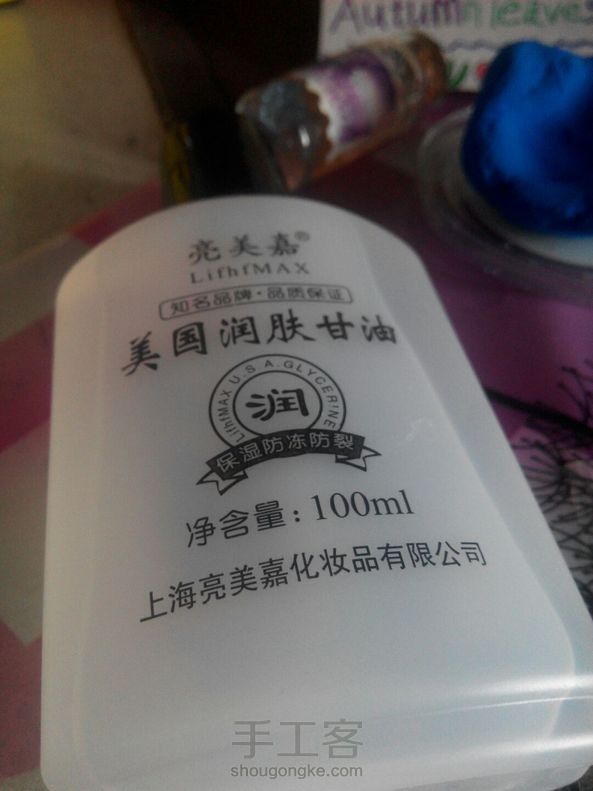 Autumn leaves
亮美嘉®
LifhfMAX
知名品牌·品质保证
美国润肤甘油
LifhfMAX U.S.A.GLYCERINE
润
保湿防冻防裂
净含量:100ml
上海亮美嘉化妆品有限公司
手工客
shougongke.com